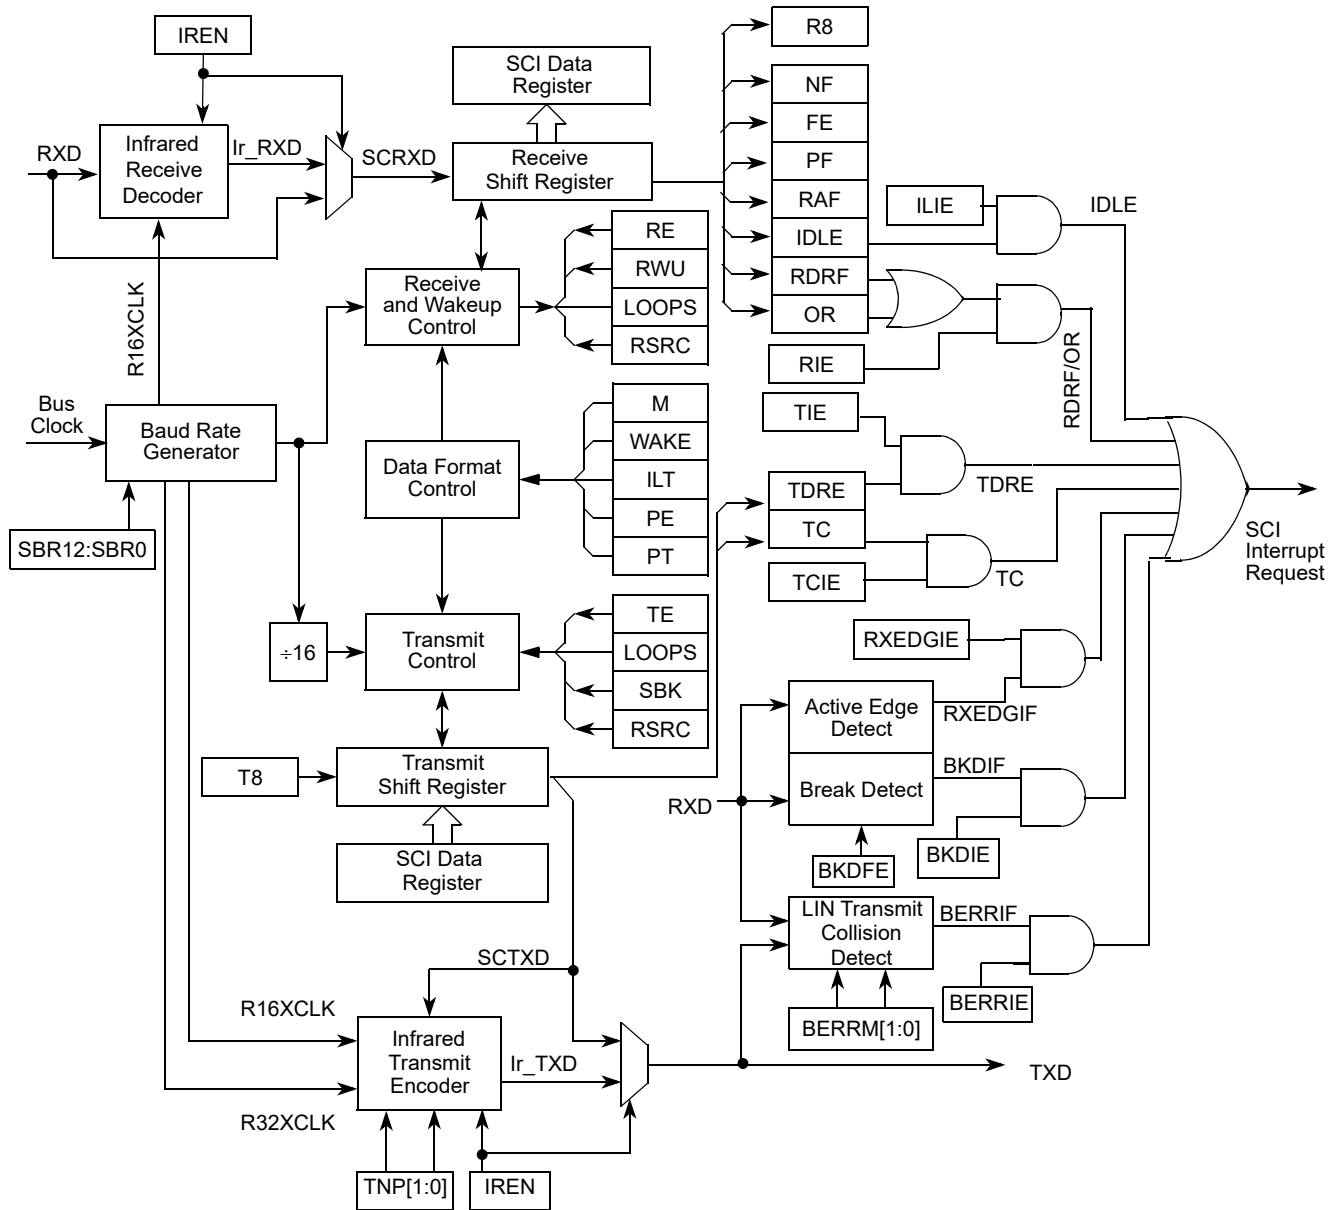 IREN
SCI Data
Register
R8
NF
FE
PF
RAF
IDLE
RDRF
OR
RXD
Infrared
Receive
Decoder
Ir_RXD
SCRXD
Receive
Shift Register
ILIE
IDLE
RE
RWU
LOOPS
RSRC
Receive
and Wakeup
Control
R16XCLK
RIE
RDRF/OR
Bus
Clock
Baud Rate
Generator
M
WAKE
ILT
PE
PT
TIE
Data Format
Control
TDRE
TC
TDRE
SBR12:SBR0
TCIE
TC
SCI
Interrupt
Request
÷16
Transmit
Control
TE
LOOPS
SBK
RSRC
RXEDGIE
Active Edge
Detect
RXEDGIF
T8
Transmit
Shift Register
RXD
Break Detect
BKDIF
SCI Data
Register
BKDFE
BKDIE
LIN Transmit
Collision
Detect
BERRIF
SCTXD
BERRIE
R16XCLK
BERRM[1:0]
Infrared
Transmit
Encoder
Ir_TXD
TXD
R32XCLK
TNP[1:0]
IREN